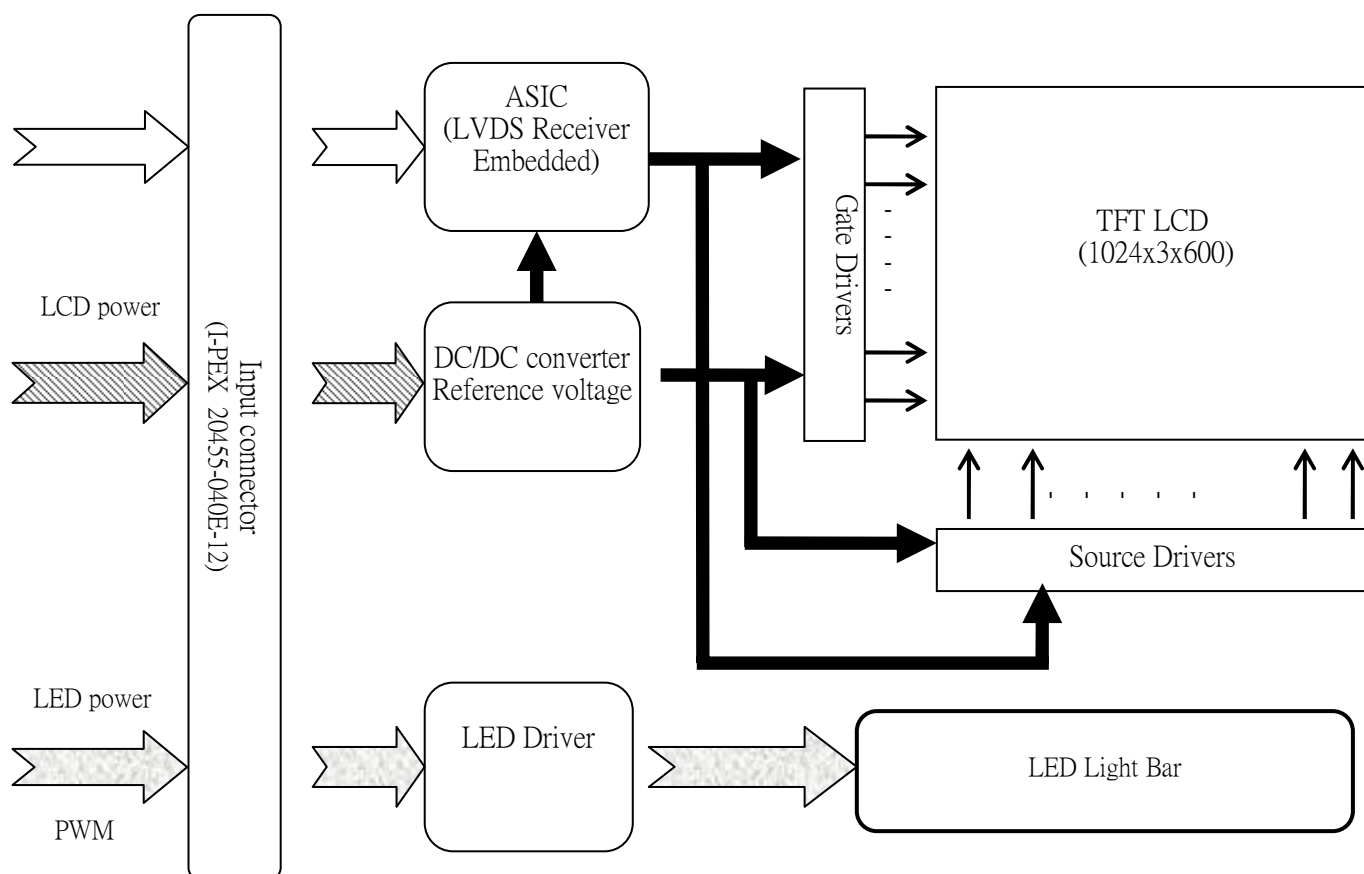 ASIC
(LVDS Receiver
Embedded)
Gate Drivers
TFT LCD
(1024x3x600)
LCD power
Input connector
(I-PEX 20455-040E-12)
DC/DC converter
Reference voltage
Source Drivers
LED power
PWM
LED Driver
LED Light Bar